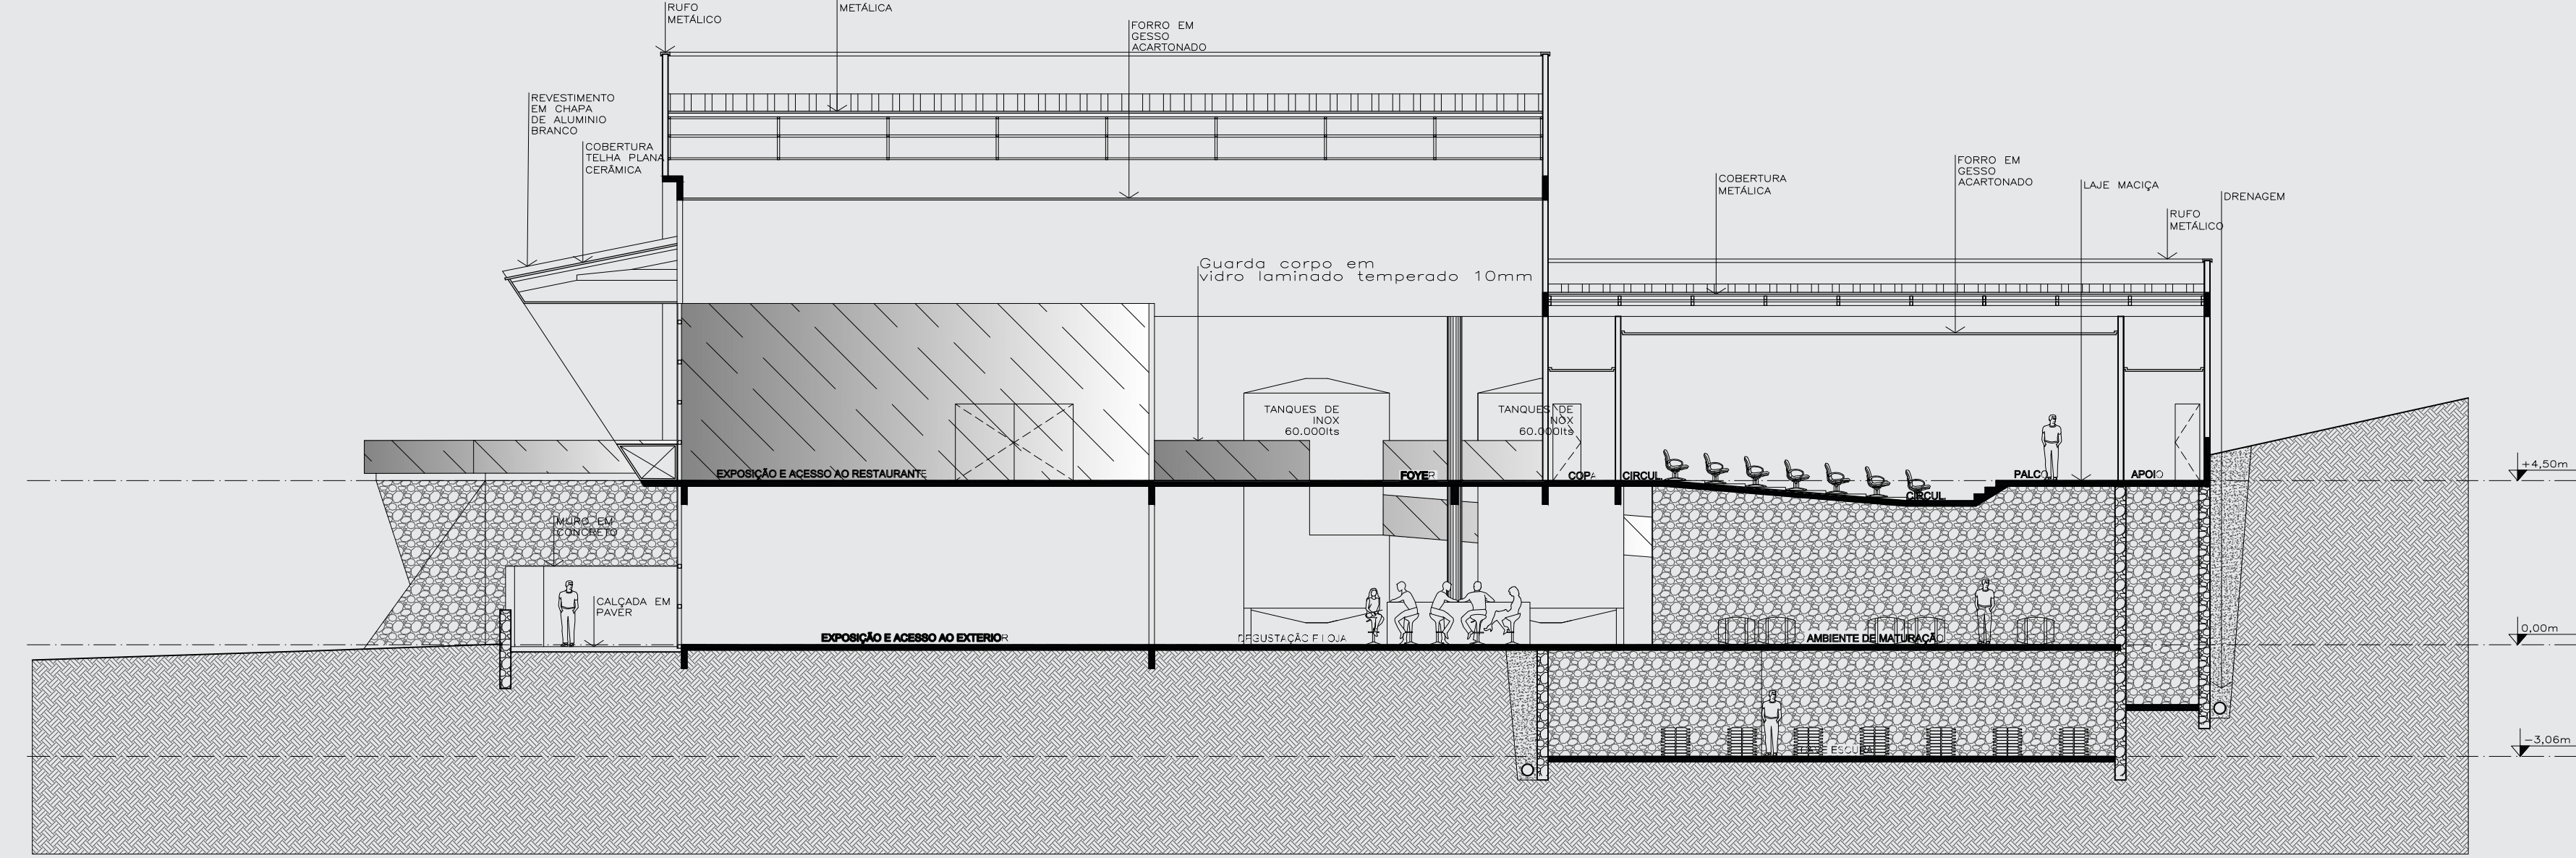 RUFO
METÁLICO
METÁLICA
FORRO EM
GESSO
ACARTONADO
REVESTIMENTO
EM CHAPA
DE ALUMINIO
BRANCO
COBERTURA
TELHA PLANA
CERÂMICA
COBERTURA
METÁLICA
FORRO EM
GESSO
ACARTONADO
LAJE MACIÇA
DRENAGEM
RUFO
METÁLICO
Guarda corpo em
vidro laminado temperado 10mm
TANQUES DE
INOX
60.000lts
TANQUES DE
INOX
60.000lts
EXPOSIÇÃO E ACESSO AO RESTAURANTE
FOYER
COPA
CIRCUL.
CIRCUL.
PALCO
APOIO
+4,50m
MURO EM
CONCRETO
CALÇADA EM
PAVER
EXPOSIÇÃO E ACESSO AO EXTERIOR
DEGUSTAÇÃO E LOJA
AMBIENTE DE MATURAÇÃO
0,00m
ESCURA
-3,06m